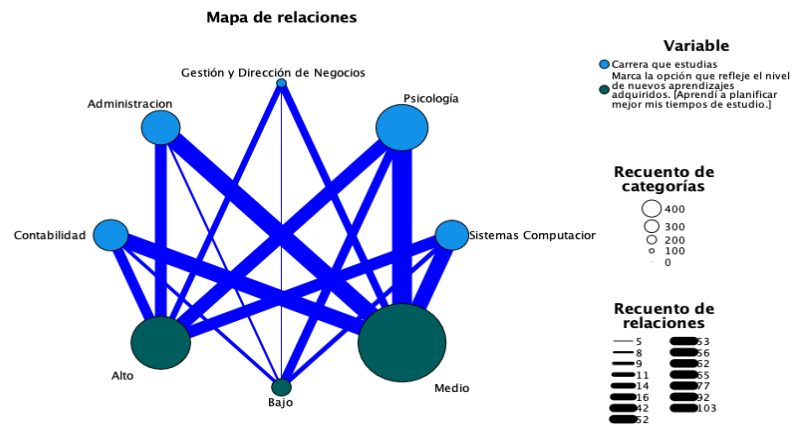 Mapa de relaciones
Gestión y Dirección de Negocios
Administracion
Psicología
Contabilidad
Sistemas Computacior
Alto
Medio
Bajo
Variable
Carrera que estudias
Marca la opción que refleje el nivel
de nuevos aprendizajes
adquiridos. [Aprendí a planificar
mejor mis tiempos de estudio.]
Recuento de
categorías
400
300
200
100
0
Recuento de
relaciones
5
8
9
11
14
16
42
52
53
56
62
65
77
92
103